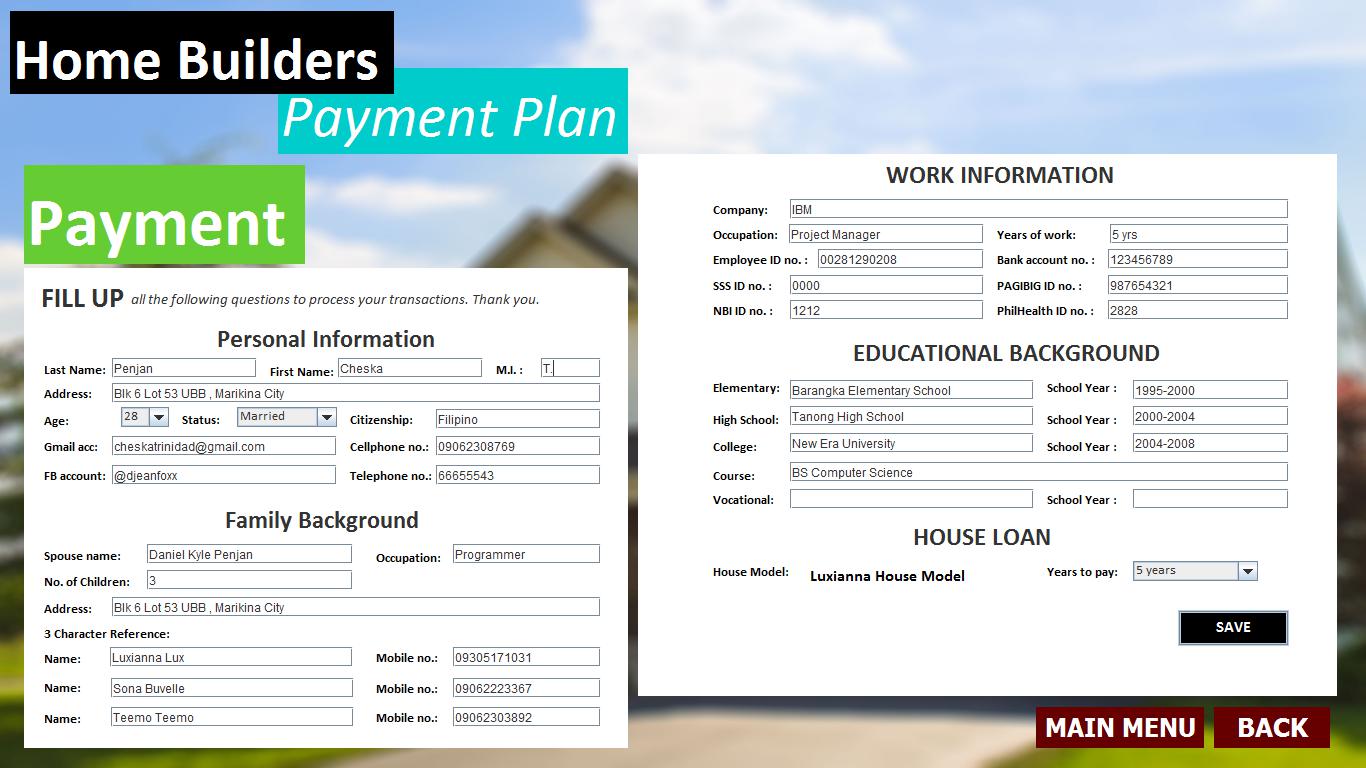 Home Builders
Payment Plan
Payment
FILL UP all the following questions to process your transactions. Thank you.
Personal Information
Last Name: Penjan First Name: Cheska M.I. : T.
Address: Blk 6 Lot 53 UBB , Marikina City
Age: 28 Status: Married Citizenship: Filipino
Gmail acc: cheskatrinidad@gmail.com Cellphone no.: 09062308769
FB account: @djeanfoxx Telephone no.: 66655543
Family Background
Spouse name: Daniel Kyle Penjan Occupation: Programmer
No. of Children: 3
Address: Blk 6 Lot 53 UBB , Marikina City
3 Character Reference:
Name: Luxianna Lux Mobile no.: 09305171031
Name: Sona Buvelle Mobile no.: 09062223367
Name: Teemo Teemo Mobile no.: 09062303892
WORK INFORMATION
Company: IBM
Occupation: Project Manager Years of work: 5 yrs
Employee ID no. : 00281290208 Bank account no. : 123456789
SSS ID no. : 0000 PAGIBIG ID no. : 987654321
NBI ID no. : 1212 PhilHealth ID no. : 2828
EDUCATIONAL BACKGROUND
Elementary: Barangka Elementary School School Year : 1995-2000
High School: Tanong High School School Year : 2000-2004
College: New Era University School Year : 2004-2008
Course: BS Computer Science
Vocational: School Year :
HOUSE LOAN
House Model: Luxianna House Model Years to pay: 5 years
SAVE
MAIN MENU BACK